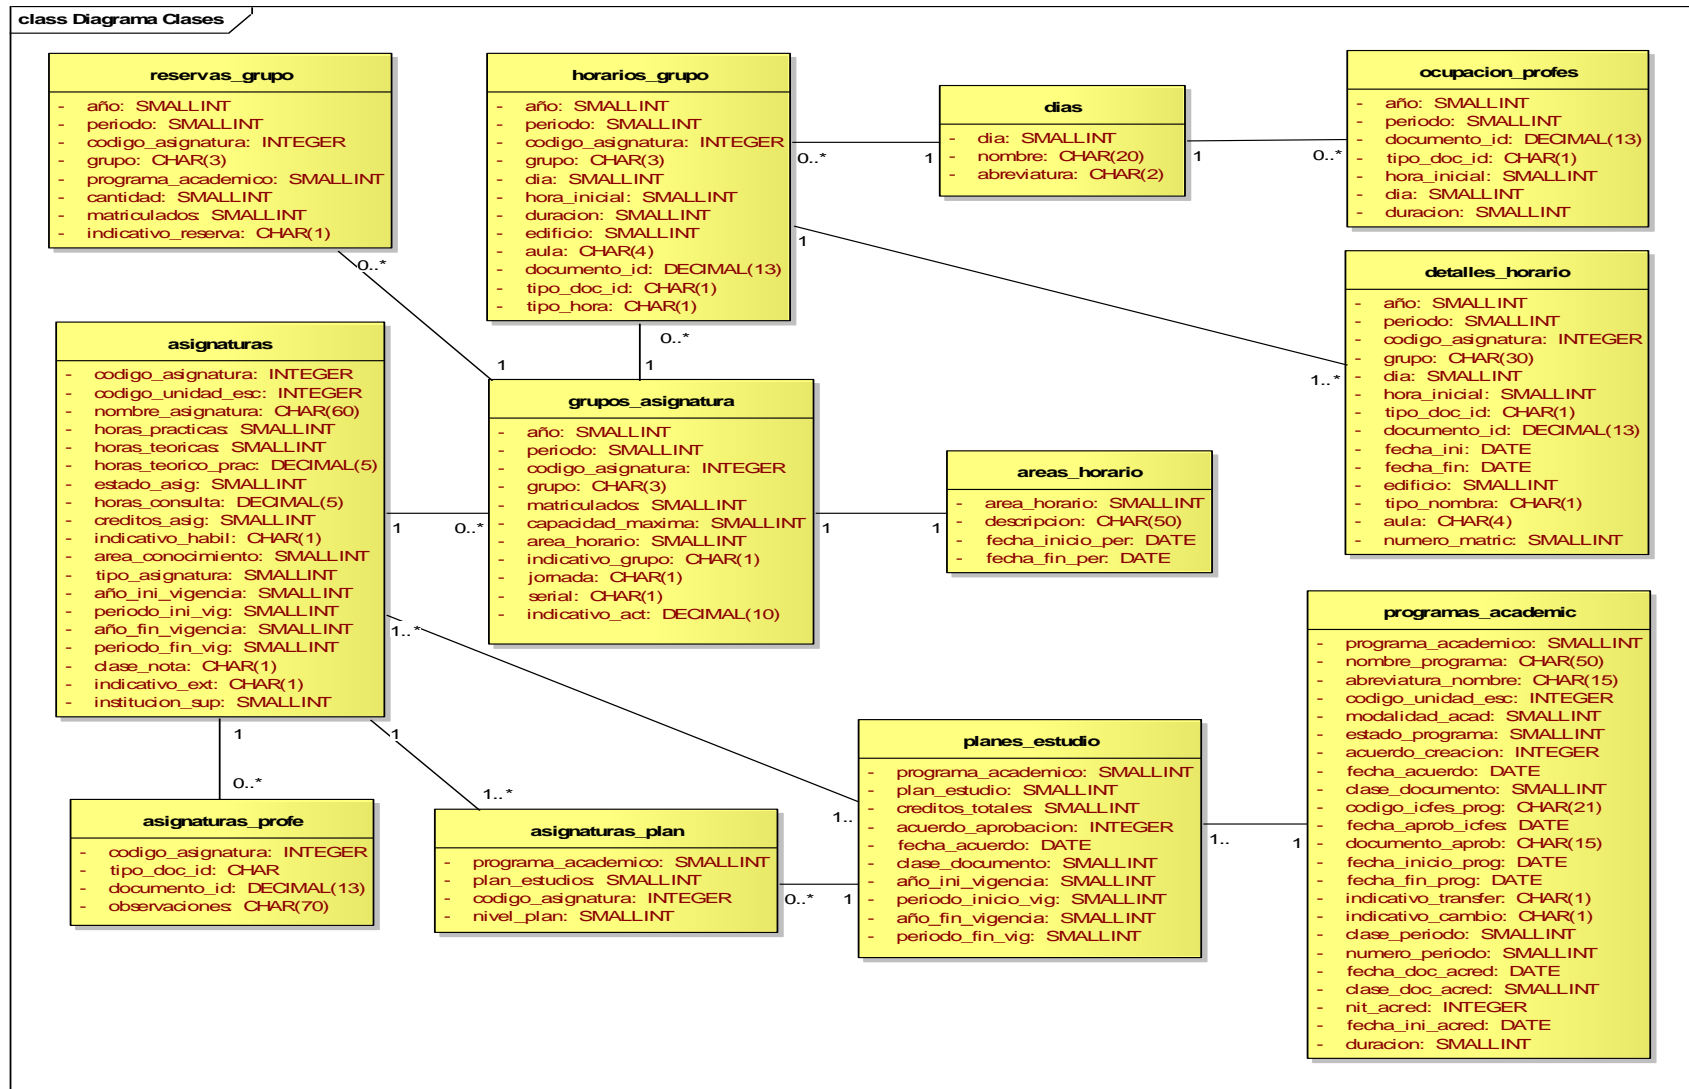 class Diagrama Clases
reservas_grupo
- año: SMALLINT
- periodo: SMALLINT
- codigo_asignatura: INTEGER
- grupo: CHAR(3)
- programa_academico: SMALLINT
- cantidad: SMALLINT
- matriculados: SMALLINT
- indicativo_reserva: CHAR(1)
horarios_grupo
- año: SMALLINT
- periodo: SMALLINT
- codigo_asignatura: INTEGER
- grupo: CHAR(3)
- dia: SMALLINT
- hora_inicial: SMALLINT
- duracion: SMALLINT
- edificio: SMALLINT
- aula: CHAR(4)
- documento_id: DECIMAL(13)
- tipo_doc_id: CHAR(1)
- tipo_hora: CHAR(1)
0..*
1
dias
- dia: SMALLINT
- nombre: CHAR(20)
- abreviatura: CHAR(2)
1
0..*
ocupacion_profes
- año: SMALLINT
- periodo: SMALLINT
- documento_id: DECIMAL(13)
- tipo_doc_id: CHAR(1)
- hora_inicial: SMALLINT
- dia: SMALLINT
- duracion: SMALLINT
1
1..*
detalles_horario
- año: SMALLINT
- periodo: SMALLINT
- codigo_asignatura: INTEGER
- grupo: CHAR(30)
- dia: SMALLINT
- hora_inicial: SMALLINT
- tipo_doc_id: CHAR(1)
- documento_id: DECIMAL(13)
- fecha_ini: DATE
- fecha_fin: DATE
- edificio: SMALLINT
- tipo_nombra: CHAR(1)
- aula: CHAR(4)
- numero_matric: SMALLINT
0..*
1
0..*
1
asignaturas
- codigo_asignatura: INTEGER
- codigo_unidad_esc: INTEGER
- nombre_asignatura: CHAR(60)
- horas_practicas: SMALLINT
- horas_teoricas: SMALLINT
- horas_teorico_prac: DECIMAL(5)
- estado_asig: SMALLINT
- horas_consulta: DECIMAL(5)
- creditos_asig: SMALLINT
- indicativo_habil: CHAR(1)
- area_conocimiento: SMALLINT
- tipo_asignatura: SMALLINT
- año_ini_vigencia: SMALLINT
- periodo_ini_vig: SMALLINT
- año_fin_vigencia: SMALLINT
- periodo_fin_vig: SMALLINT
- clase_nota: CHAR(1)
- indicativo_ext: CHAR(1)
- institucion_sup: SMALLINT
1
0..*
grupos_asignatura
- año: SMALLINT
- periodo: SMALLINT
- codigo_asignatura: INTEGER
- grupo: CHAR(3)
- matriculados: SMALLINT
- capacidad_maxima: SMALLINT
- area_horario: SMALLINT
- indicativo_grupo: CHAR(1)
- jornada: CHAR(1)
- serial: CHAR(1)
- indicativo_act: DECIMAL(10)
1
1
areas_horario
- area_horario: SMALLINT
- descripcion: CHAR(50)
- fecha_inicio_per: DATE
- fecha_fin_per: DATE
1..*
1..
1
0..*
1
1..*
asignaturas_profe
- codigo_asignatura: INTEGER
- tipo_doc_id: CHAR
- documento_id: DECIMAL(13)
- observaciones: CHAR(70)
asignaturas_plan
- programa_academico: SMALLINT
- plan_estudios: SMALLINT
- codigo_asignatura: INTEGER
- nivel_plan: SMALLINT
0..*
1
planes_estudio
- programa_academico: SMALLINT
- plan_estudio: SMALLINT
- creditos_totales: SMALLINT
- acuerdo_aprobacion: INTEGER
- fecha_acuerdo: DATE
- clase_documento: SMALLINT
- año_ini_vigencia: SMALLINT
- periodo_inicio_vig: SMALLINT
- año_fin_vigencia: SMALLINT
- periodo_fin_vig: SMALLINT
1..
1
programas_academic
- programa_academico: SMALLINT
- nombre_programa: CHAR(50)
- abreviatura_nombre: CHAR(15)
- codigo_unidad_esc: INTEGER
- modalidad_acad: SMALLINT
- estado_programa: SMALLINT
- acuerdo_creacion: INTEGER
- fecha_acuerdo: DATE
- clase_documento: SMALLINT
- codigo_icfes_prog: CHAR(21)
- fecha_aprob_icfes: DATE
- documento_aprob: CHAR(15)
- fecha_inicio_prog: DATE
- fecha_fin_prog: DATE
- indicativo_transfer: CHAR(1)
- indicativo_cambio: CHAR(1)
- clase_periodo: SMALLINT
- numero_periodo: SMALLINT
- fecha_doc_acred: DATE
- clase_doc_acred: SMALLINT
- nit_acred: INTEGER
- fecha_ini_acred: DATE
- duracion: SMALLINT